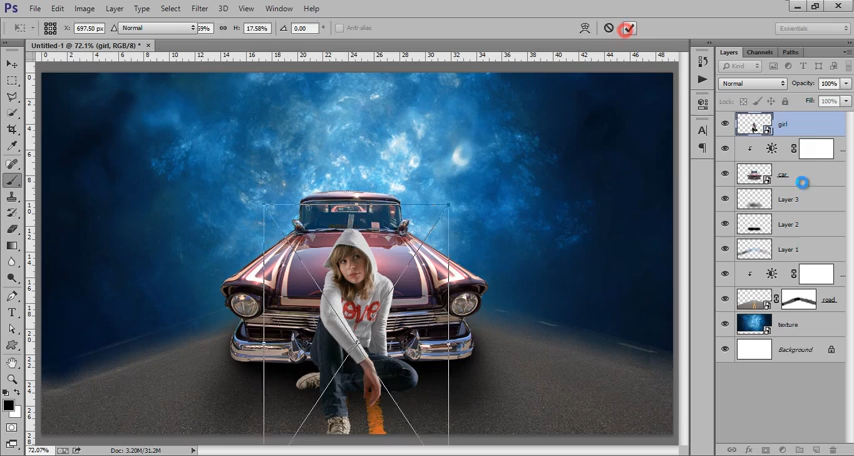 Ps File Edit Image Layer Type Select Filter 3D View Window Help
X: 697.50 px Normal 59% H: 17.58% 0.00 ° Anti-alias Essentials
Untitled-1 @ 72.1% (girl, RGB/8) * ×
Layers Channels Paths
Kind
Normal Opacity: 100%
Lock: Fill: 100%
girl
car
Layer 3
Layer 2
Layer 1
road
texture
Background
LOVE
72.07% Doc: 3.20M/31.2M